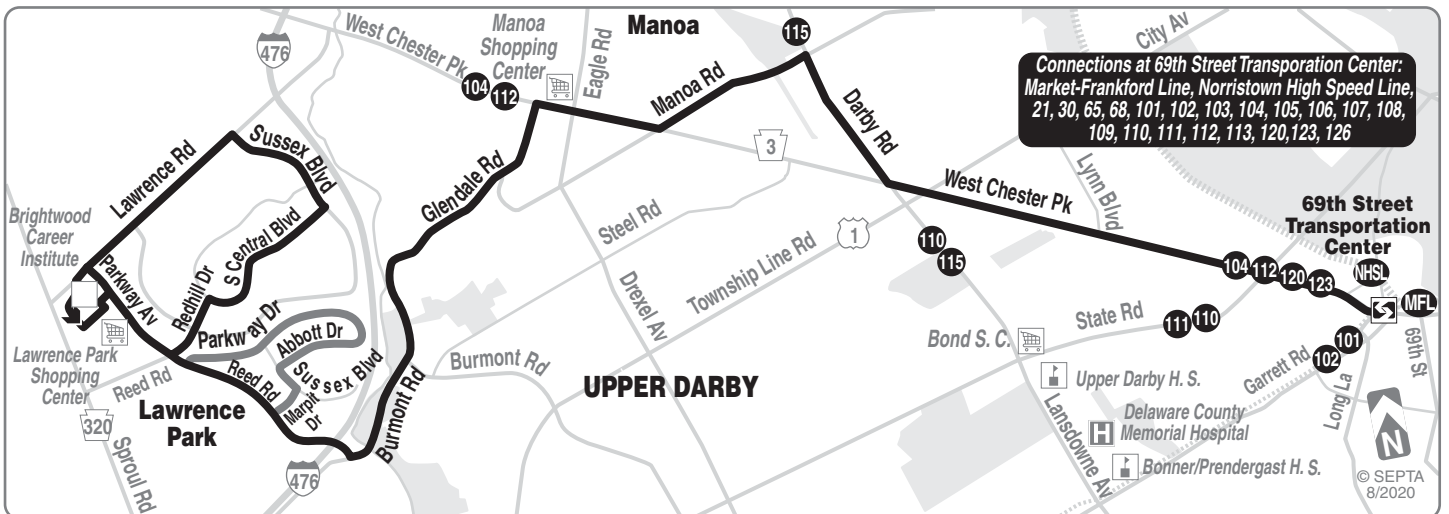 476
West Chester Pk
Manoa
Shopping
Center
Manoa
115
City Av
104
112
Eagle Rd
Manoa Rd
Connections at 69th Street Transporation Center:
Market-Frankford Line, Norristown High Speed Line,
21, 30, 65, 68, 101, 102, 103, 104, 105, 106, 107, 108,
109, 110, 111, 112, 113, 120,123, 126
Darby Rd
3
Sussex Blvd
Lawrence Rd
Glendale Rd
West Chester Pk
Lynn Blvd
Brightwood
Career
Institute
S Central Blvd
Steel Rd
1
69th Street
Transportation
Center
Redhill Dr
Parkway Av
110
115
104
112
120
123
NHSL
MFL
Township Line Rd
Drexel Av
Parkway Dr
Abbott Dr
State Rd
111
110
101
102
69th St
Lawrence Park
Shopping
Center
Reed Rd
Reed Rd
Sussex Blvd
Marpit
Dr
Burmont Rd
Burmont Rd
Bond S. C.
Garrett Rd
Long La
UPPER DARBY
Upper Darby H. S.
Lawrence
Park
320
Sproul Rd
Lansdowne Av
H
Delaware County
Memorial Hospital
N
476
Bonner/Prendergast H. S.
© SEPTA
8/2020